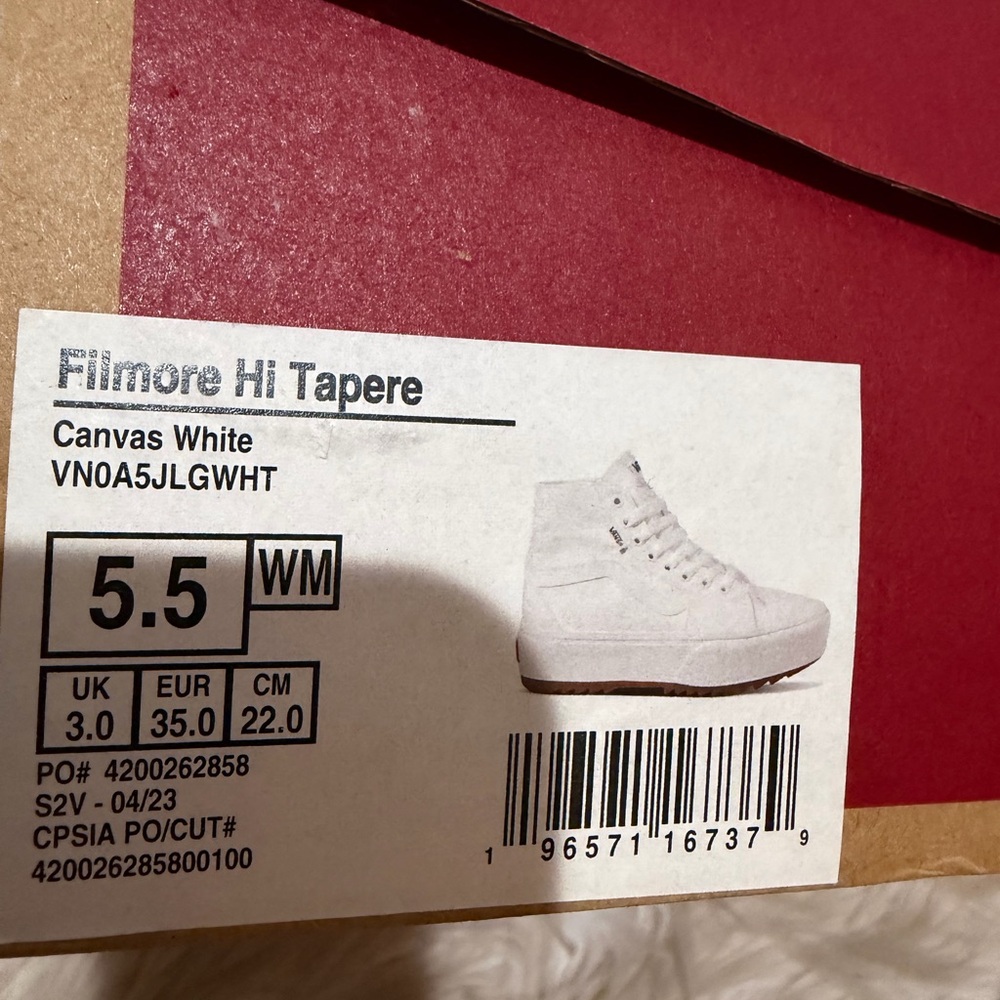 Filmore Hi Tapere
Canvas White
VN0A5JLGWHT
5.5 WM
UK EUR CM
3.0 35.0 22.0
PO# 4200262858
S2V - 04/23
CPSIA PO/CUT#
420026285800100
1 96571 16737 9